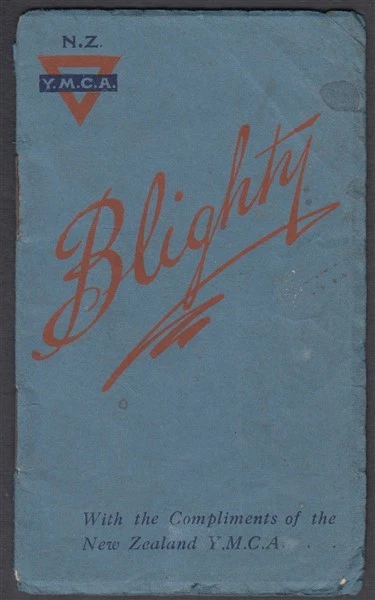 N.Z.
Y.M.C.A.
Blighty
With the Compliments of the
New Zealand Y.M.C.A. . .